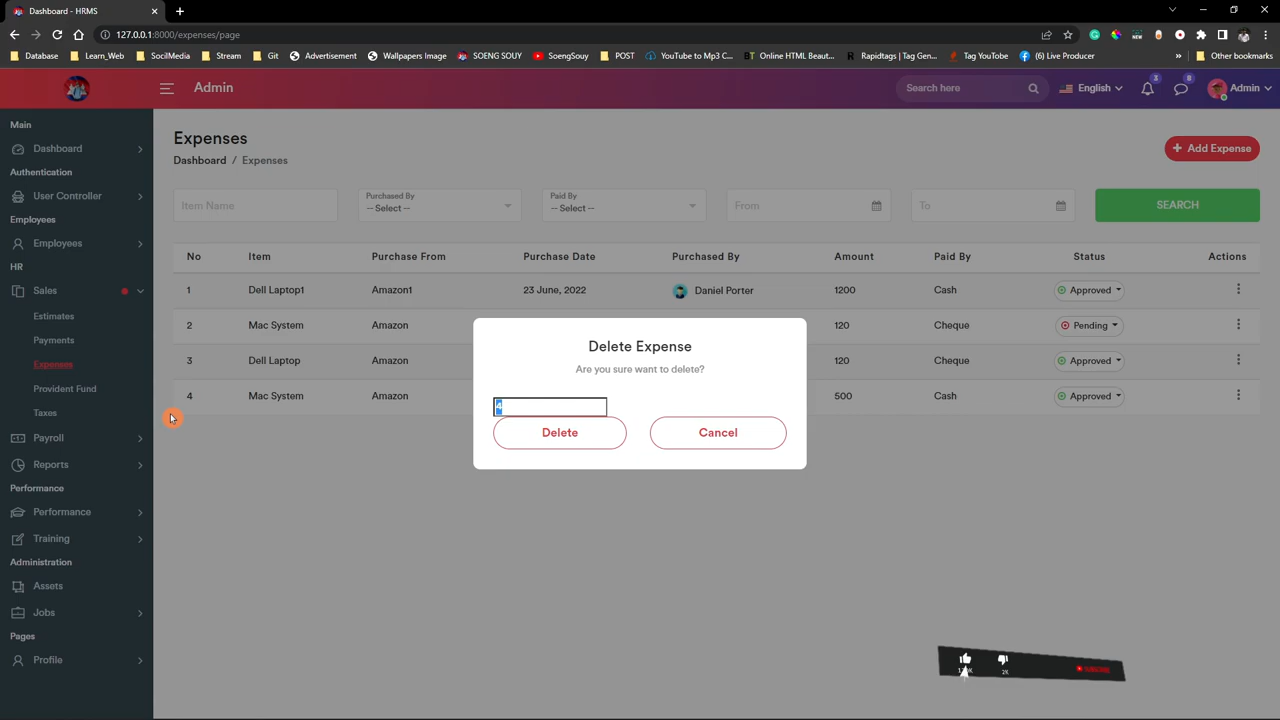 Dashboard - HRMS
127.0.0.1:8000/expenses/page
Database Learn_Web SocilMedia Stream Git Advertisement Wallpapers Image SOENG SOUY SoengSouy POST YouTube to Mp3 C... Online HTML Beaut... Rapidtags | Tag Gen... Tag YouTube (6) Live Producer » Other bookmarks
Admin
Search here
English
3
8
Admin
Main
Dashboard
Authentication
User Controller
Employees
Employees
HR
Sales
Estimates
Payments
Expenses
Provident Fund
Taxes
Payroll
Reports
Performance
Performance
Training
Administration
Assets
Jobs
Pages
Profile
Expenses
Dashboard / Expenses
+ Add Expense
Item Name
Purchased By
-- Select --
Paid By
-- Select --
From
To
SEARCH
No Item Purchase From Purchase Date Purchased By Amount Paid By Status Actions
1 Dell Laptop1 Amazon1 23 June, 2022 Daniel Porter 1200 Cash Approved
2 Mac System Amazon 120 Cheque Pending
3 Dell Laptop Amazon 120 Cheque Approved
4 Mac System Amazon 500 Cash Approved
Delete Expense
Are you sure want to delete?
4
Delete
Cancel
2K